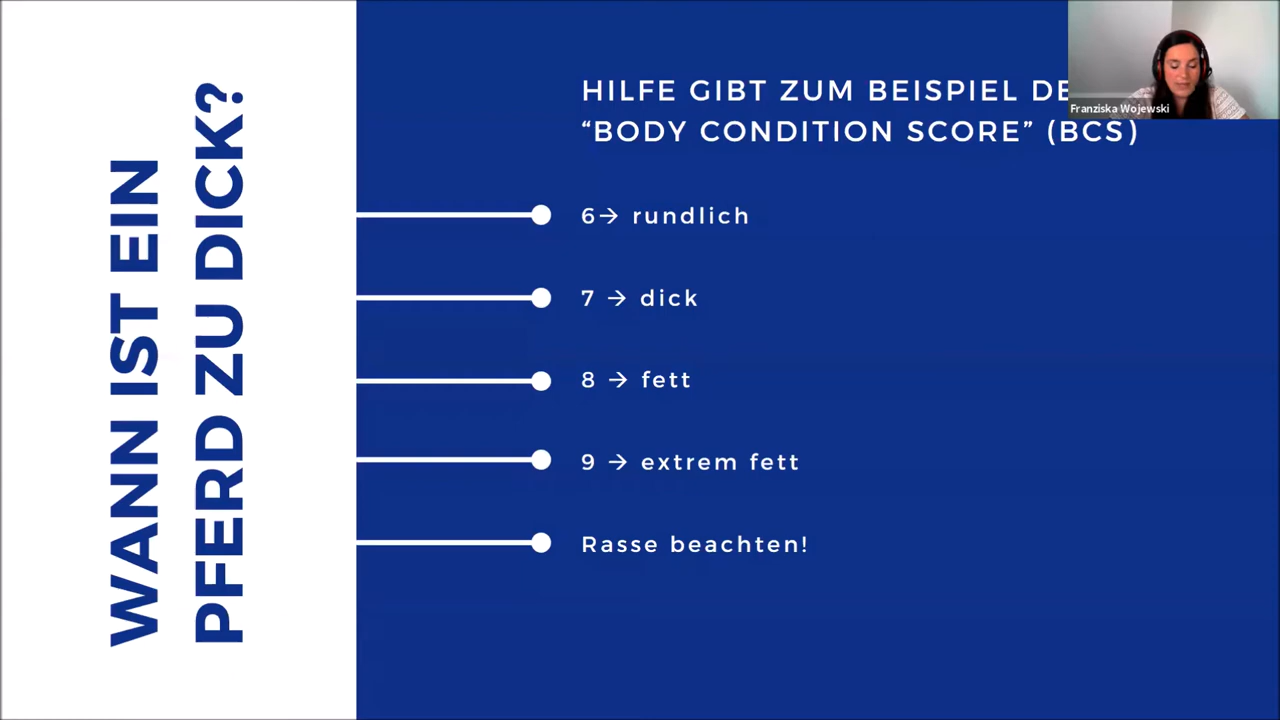 WANN IST EIN
PFERD ZU DICK?
HILFE GIBT ZUM BEISPIEL
“BODY CONDITION SCORE” (BCS)
6→ rundlich
7 → dick
8 → fett
9 → extrem fett
Rasse beachten!
Franziska Wojewski